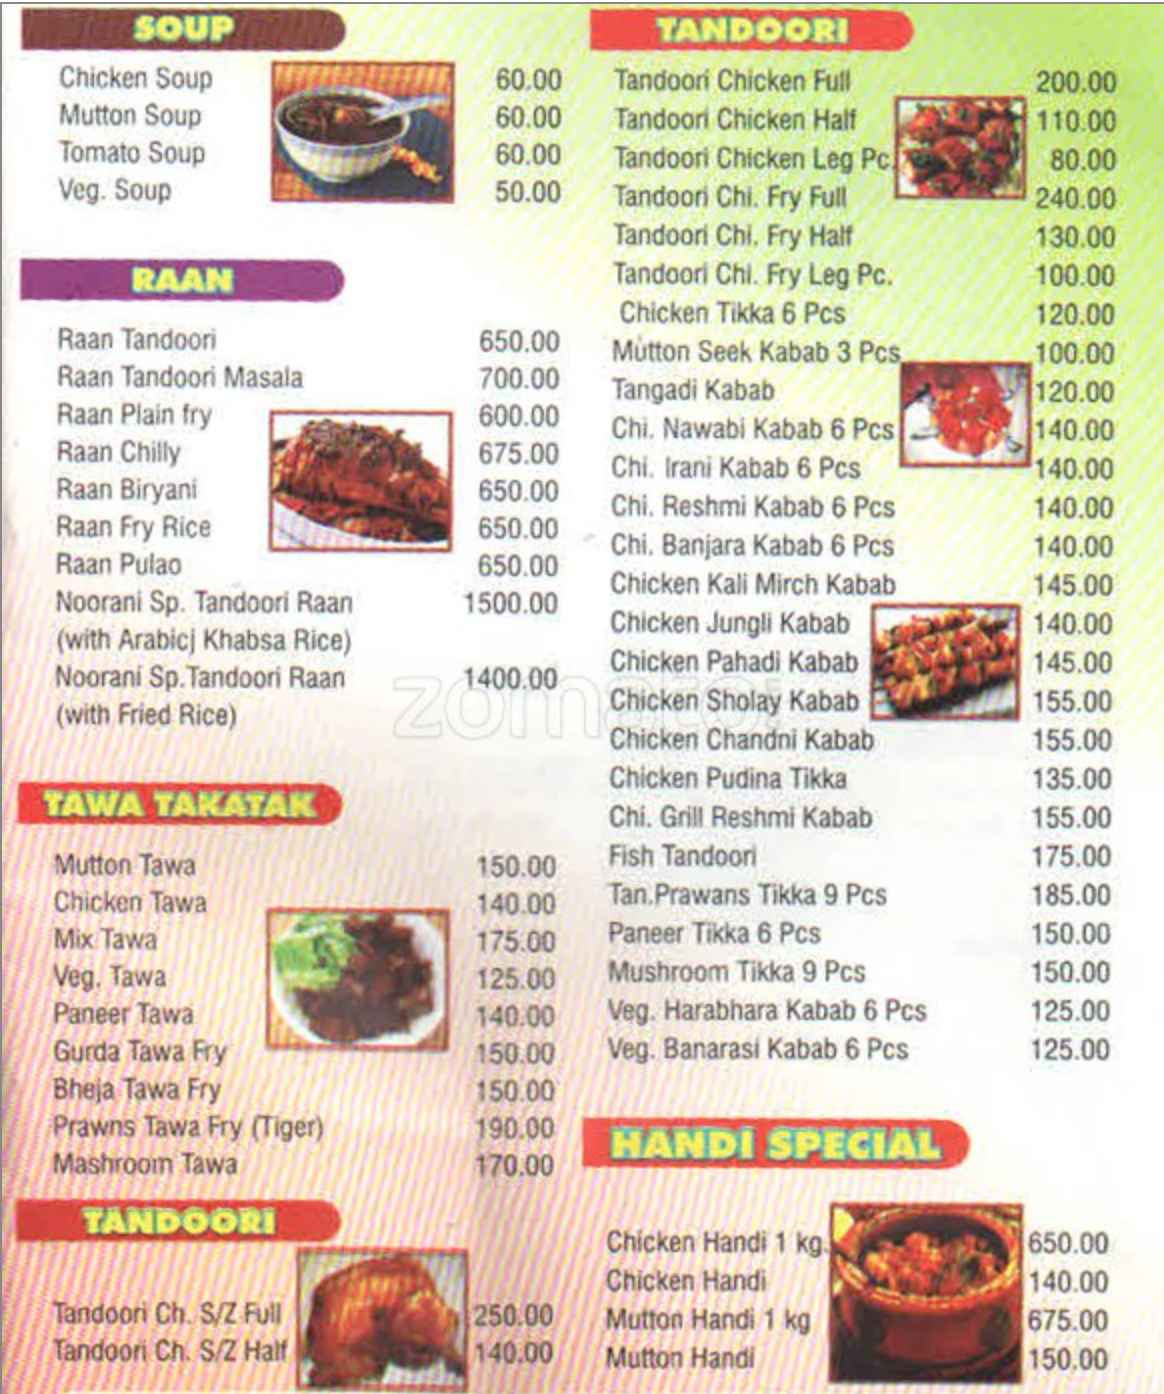 SOUP
Chicken Soup 60.00
Mutton Soup 60.00
Tomato Soup 60.00
Veg. Soup 50.00
RAAN
Raan Tandoori 650.00
Raan Tandoori Masala 700.00
Raan Plain fry 600.00
Raan Chilly 675.00
Raan Biryani 650.00
Raan Fry Rice 650.00
Raan Pulao 650.00
Noorani Sp. Tandoori Raan 1500.00
(with Arabicj Khabsa Rice)
Noorani Sp.Tandoori Raan 1400.00
(with Fried Rice)
TAWA TAKATAK
Mutton Tawa 150.00
Chicken Tawa 140.00
Mix Tawa 175.00
Veg. Tawa 125.00
Paneer Tawa 140.00
Gurda Tawa Fry 150.00
Bheja Tawa Fry 150.00
Prawns Tawa Fry (Tiger) 190.00
Mashroom Tawa 170.00
TANDOORI
Tandoori Ch. S/Z Full 250.00
Tandoori Ch. S/Z Half 140.00
TANDOORI
Tandoori Chicken Full 200.00
Tandoori Chicken Half 110.00
Tandoori Chicken Leg Pc. 80.00
Tandoori Chi. Fry Full 240.00
Tandoori Chi. Fry Half 130.00
Tandoori Chi. Fry Leg Pc. 100.00
Chicken Tikka 6 Pcs 120.00
Mutton Seek Kabab 3 Pcs 100.00
Tangadi Kabab 120.00
Chi. Nawabi Kabab 6 Pcs 140.00
Chi. Irani Kabab 6 Pcs 140.00
Chi. Reshmi Kabab 6 Pcs 140.00
Chi. Banjara Kabab 6 Pcs 140.00
Chicken Kali Mirch Kabab 145.00
Chicken Jungli Kabab 140.00
Chicken Pahadi Kabab 145.00
Chicken Sholay Kabab 155.00
Chicken Chandni Kabab 155.00
Chicken Pudina Tikka 135.00
Chi. Grill Reshmi Kabab 155.00
Fish Tandoori 175.00
Tan.Prawans Tikka 9 Pcs 185.00
Paneer Tikka 6 Pcs 150.00
Mushroom Tikka 9 Pcs 150.00
Veg. Harabhara Kabab 6 Pcs 125.00
Veg. Banarasi Kabab 6 Pcs 125.00
HANDI SPECIAL
Chicken Handi 1 kg. 650.00
Chicken Handi 140.00
Mutton Handi 1 kg 675.00
Mutton Handi 150.00
zomato